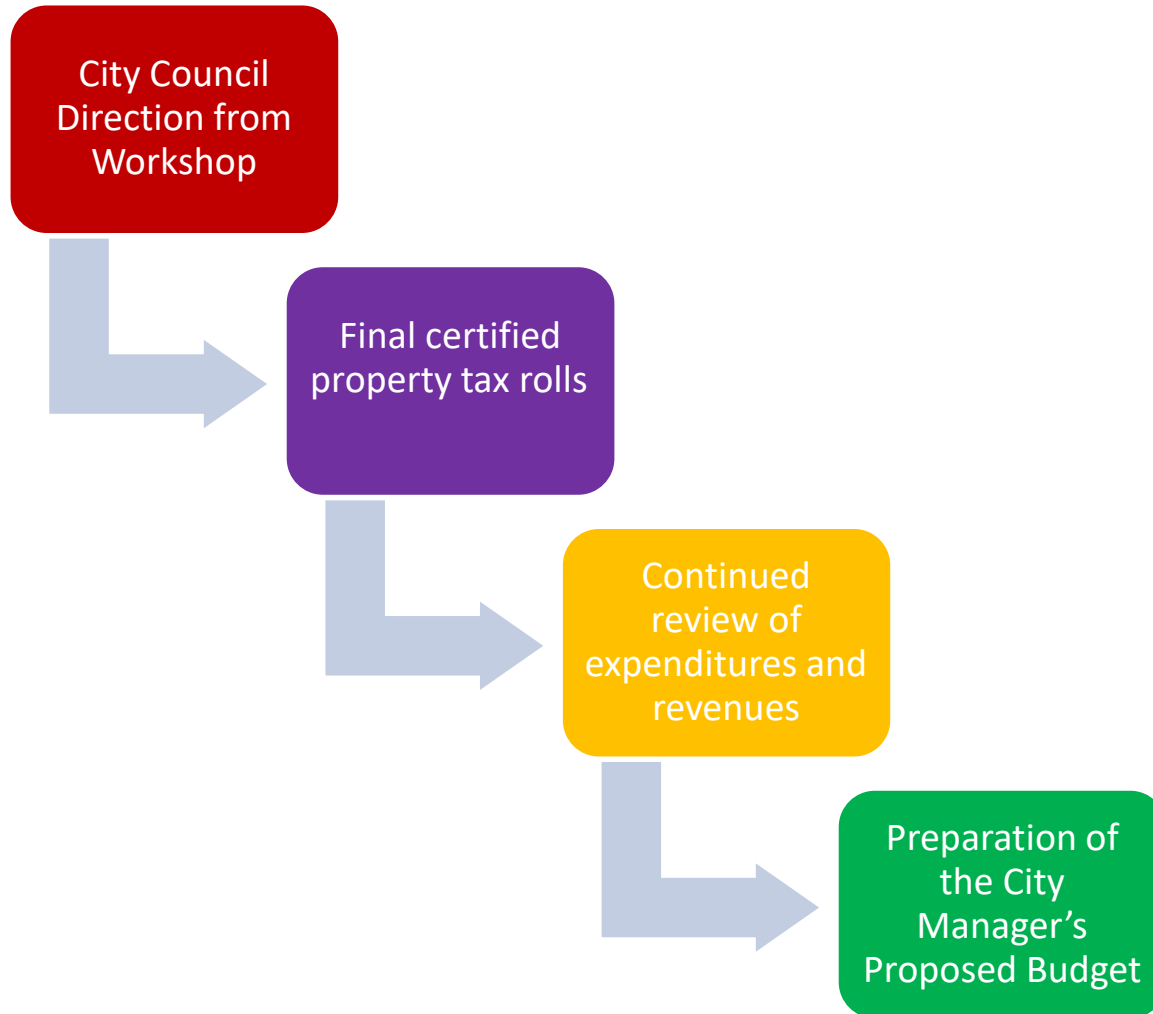 City Council
Direction from
Workshop
Final certified
property tax rolls
Continued
review of
expenditures and
revenues
Preparation of
the City
Manager’s
Proposed Budget